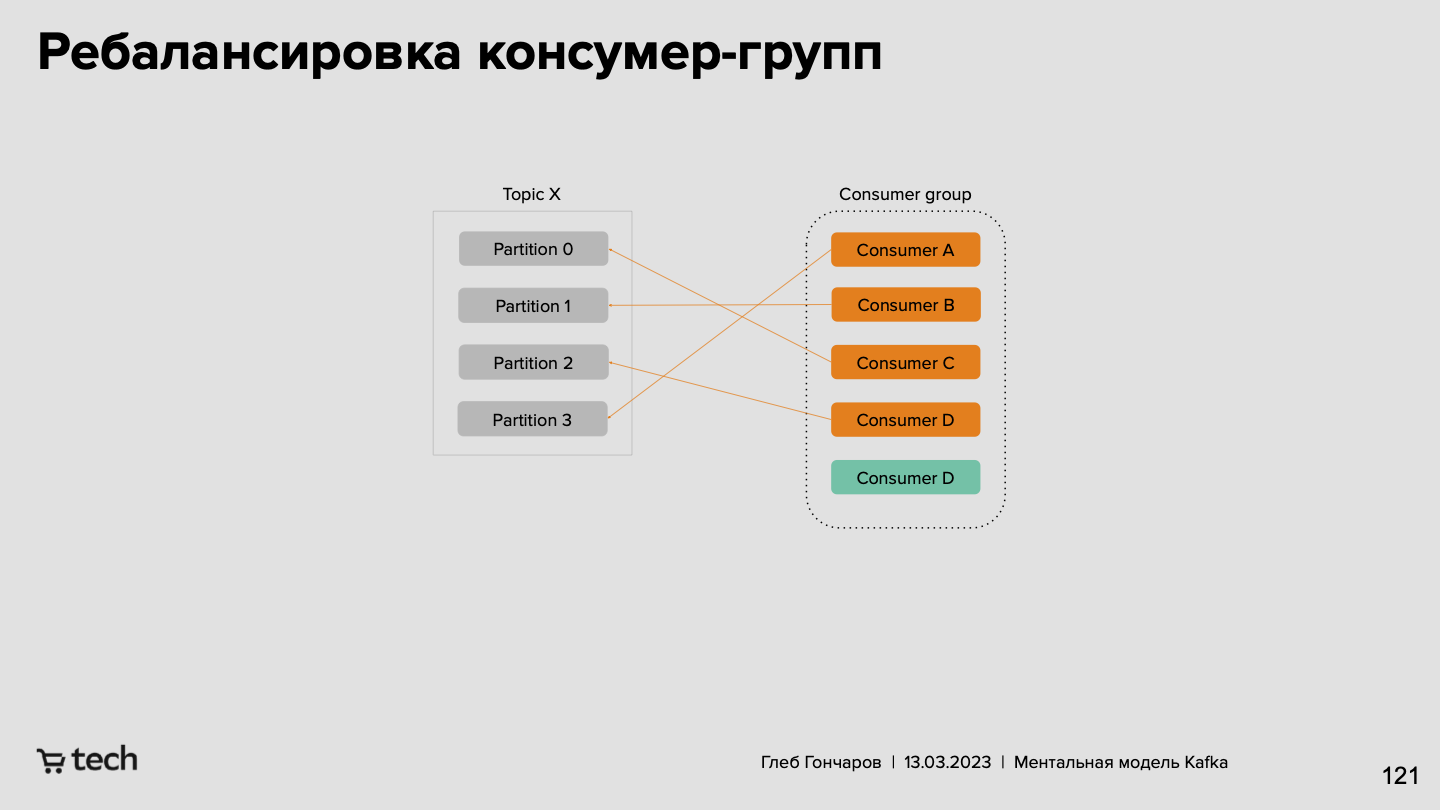 Ребалансировка консумер-групп
Topic X
Consumer group
Partition 0
Consumer A
Partition 1
Consumer B
Partition 2
Consumer C
Partition 3
Consumer D
Consumer D
tech
Глеб Гончаров | 13.03.2023 | Ментальная модель Kafka
121